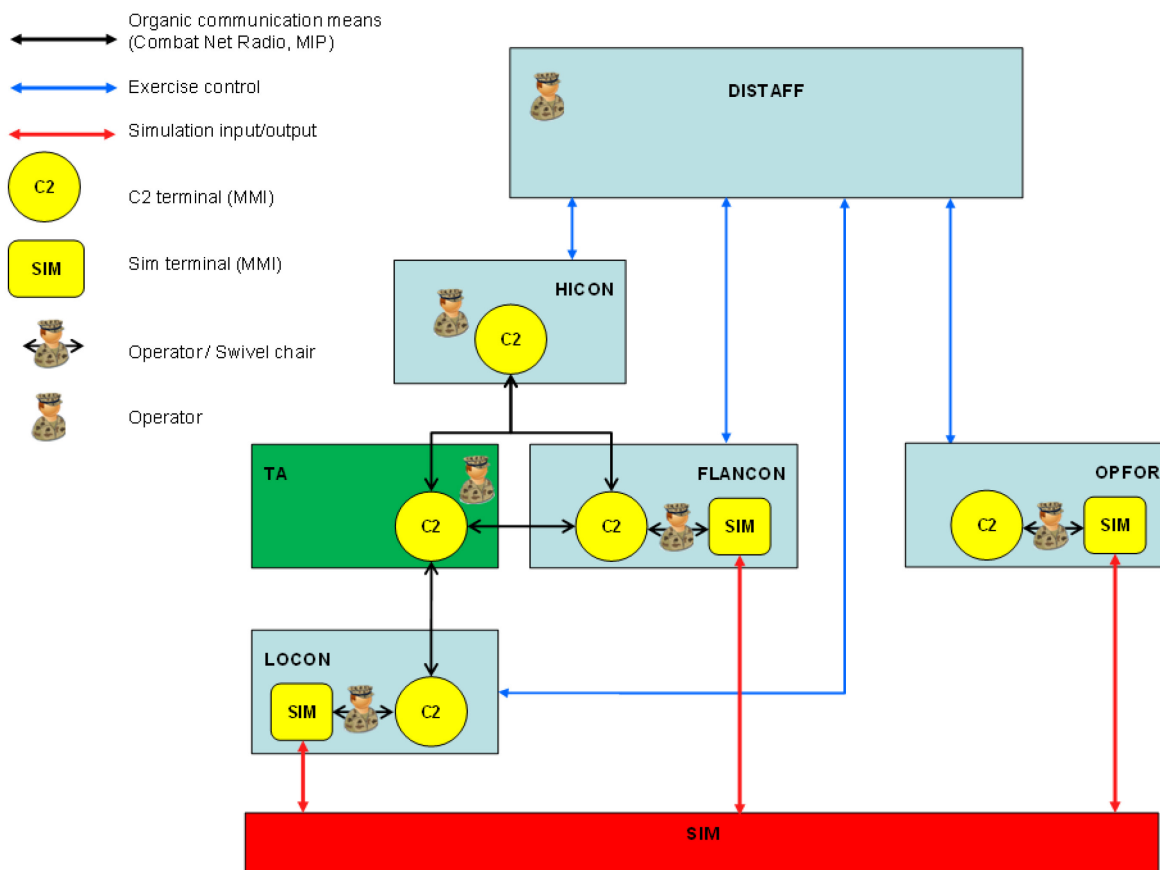 Organic communication means
(Combat Net Radio, MIP)
Exercise control
Simulation input/output
C2
C2 terminal (MMI)
SIM
Sim terminal (MMI)
Operator / Swivel chair
Operator
DISTAFF
HICON
C2
TA
C2
FLANCON
C2
SIM
OPFOR
C2
SIM
LOCON
SIM
C2
SIM